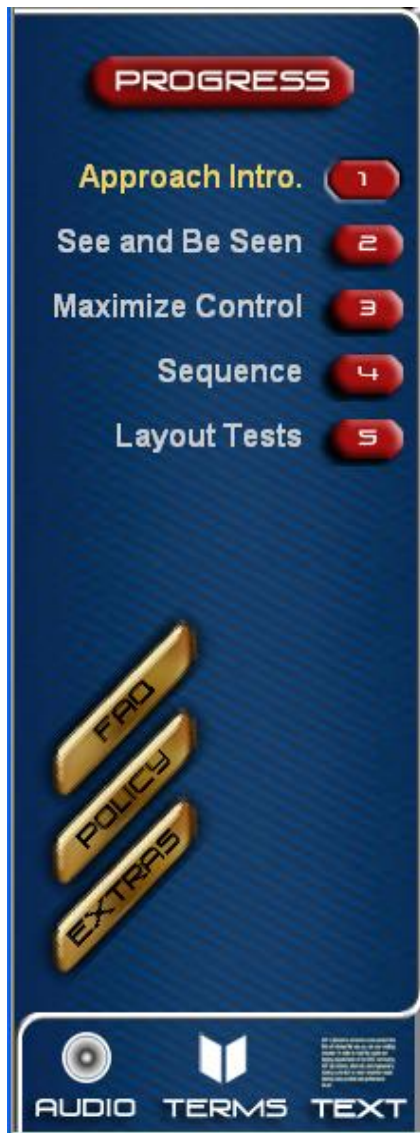 PROGRESS
Approach Intro. 1
See and Be Seen 2
Maximize Control 3
Sequence 4
Layout Tests 5
FAQ
POLICY
EXTRAS
AUDIO TERMS TEXT